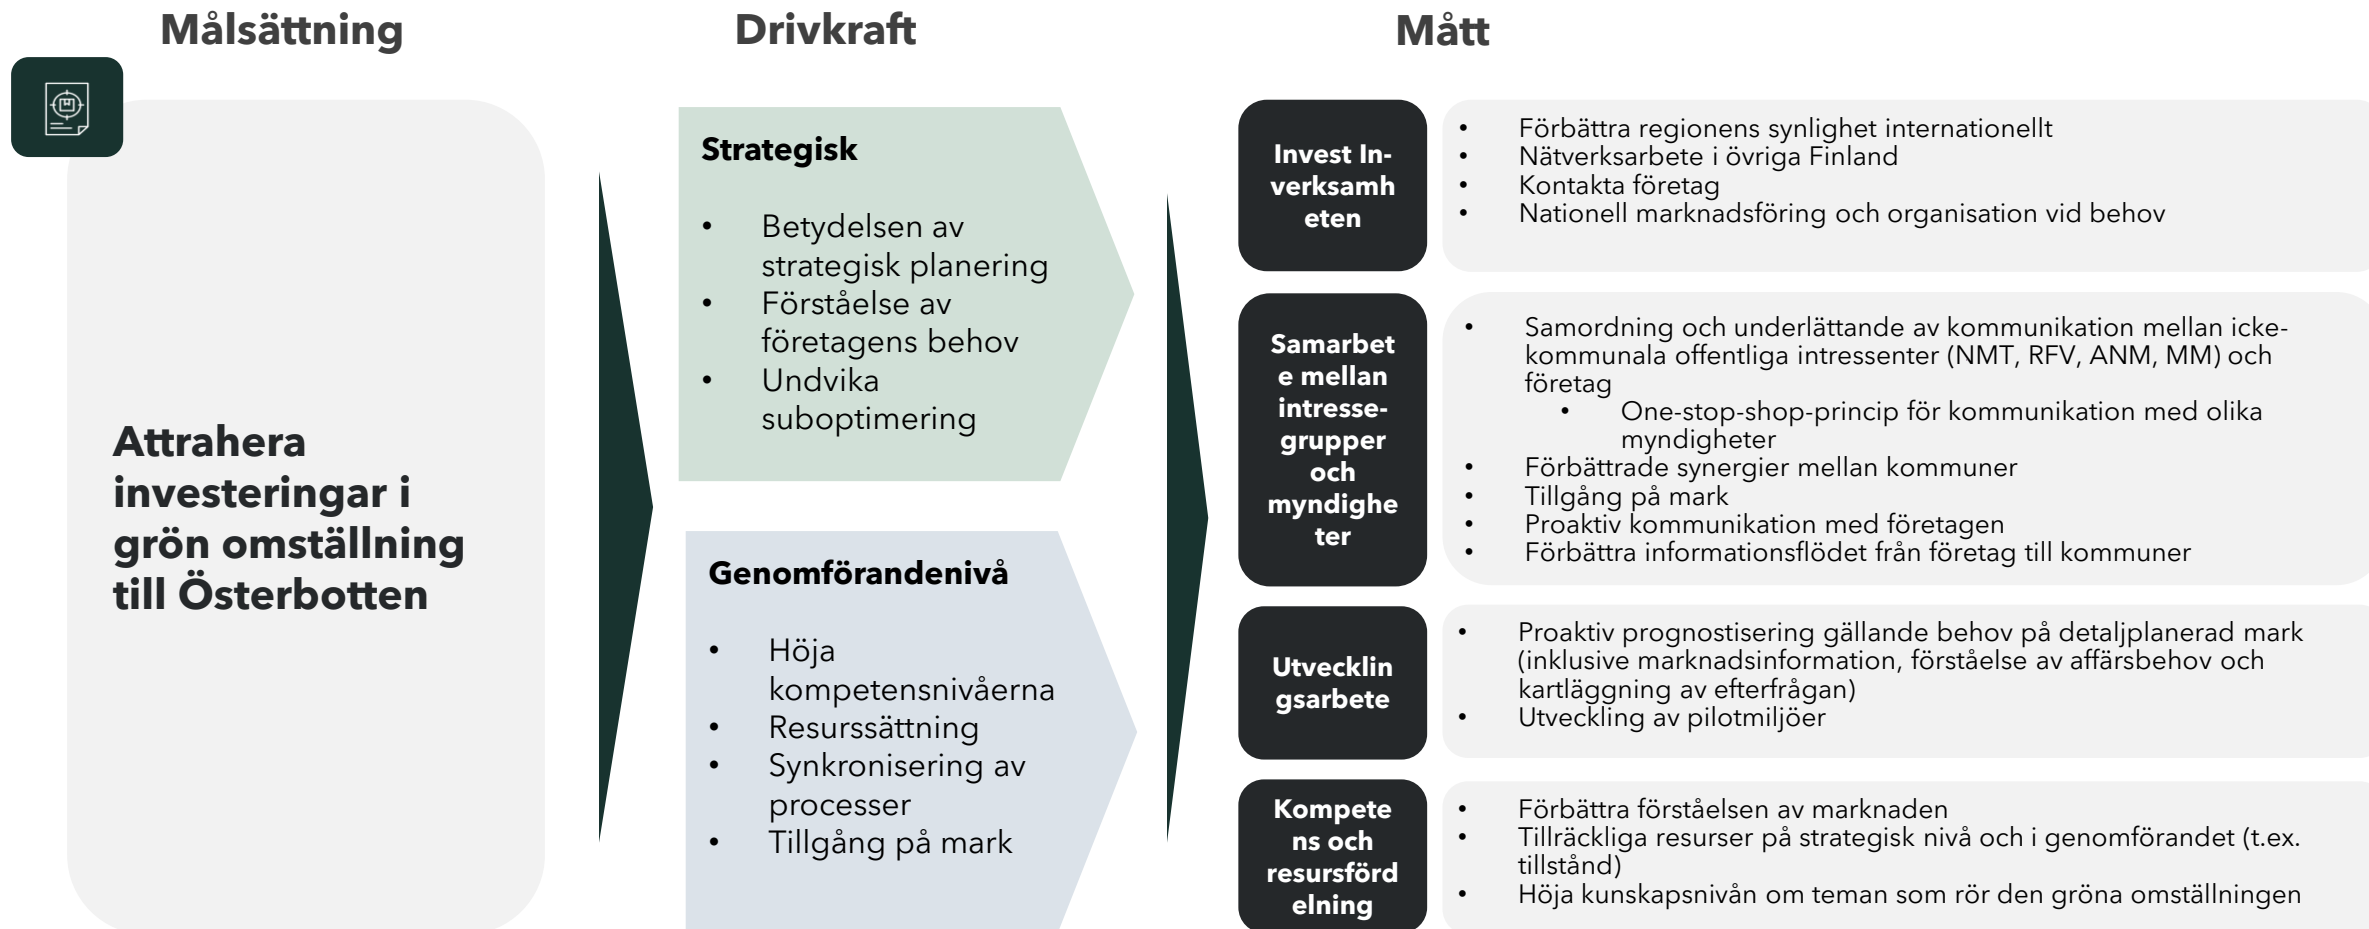 Målsättning
Drivkraft
Mått
Attrahera
investeringar i
grön omställning
till Österbotten
Strategisk
• Betydelsen av
strategisk planering
• Förståelse av
företagens behov
• Undvika
suboptimering
Genomförandenivå
• Höja
kompetensnivåerna
• Resurssättning
• Synkronisering av
processer
• Tillgång på mark
Invest In-
verksamh
eten
• Förbättra regionens synlighet internationellt
• Nätverksarbete i övriga Finland
• Kontakta företag
• Nationell marknadsföring och organisation vid behov
Samarbet
e mellan
intresse-
grupper
och
myndighe
ter
• Samordning och underlättande av kommunikation mellan icke-
kommunala offentliga intressenter (NMT, RFV, ANM, MM) och
företag
• One-stop-shop-princip för kommunikation med olika
myndigheter
• Förbättrade synergier mellan kommuner
• Tillgång på mark
• Proaktiv kommunikation med företagen
• Förbättra informationsflödet från företag till kommuner
Utvecklin
gsarbete
• Proaktiv prognostisering gällande behov på detaljplanerad mark
(inklusive marknadsinformation, förståelse av affärsbehov och
kartläggning av efterfrågan)
• Utveckling av pilotmiljöer
Kompete
ns och
resursförd
elning
• Förbättra förståelsen av marknaden
• Tillräckliga resurser på strategisk nivå och i genomförandet (t.ex.
tillstånd)
• Höja kunskapsnivån om teman som rör den gröna omställningen